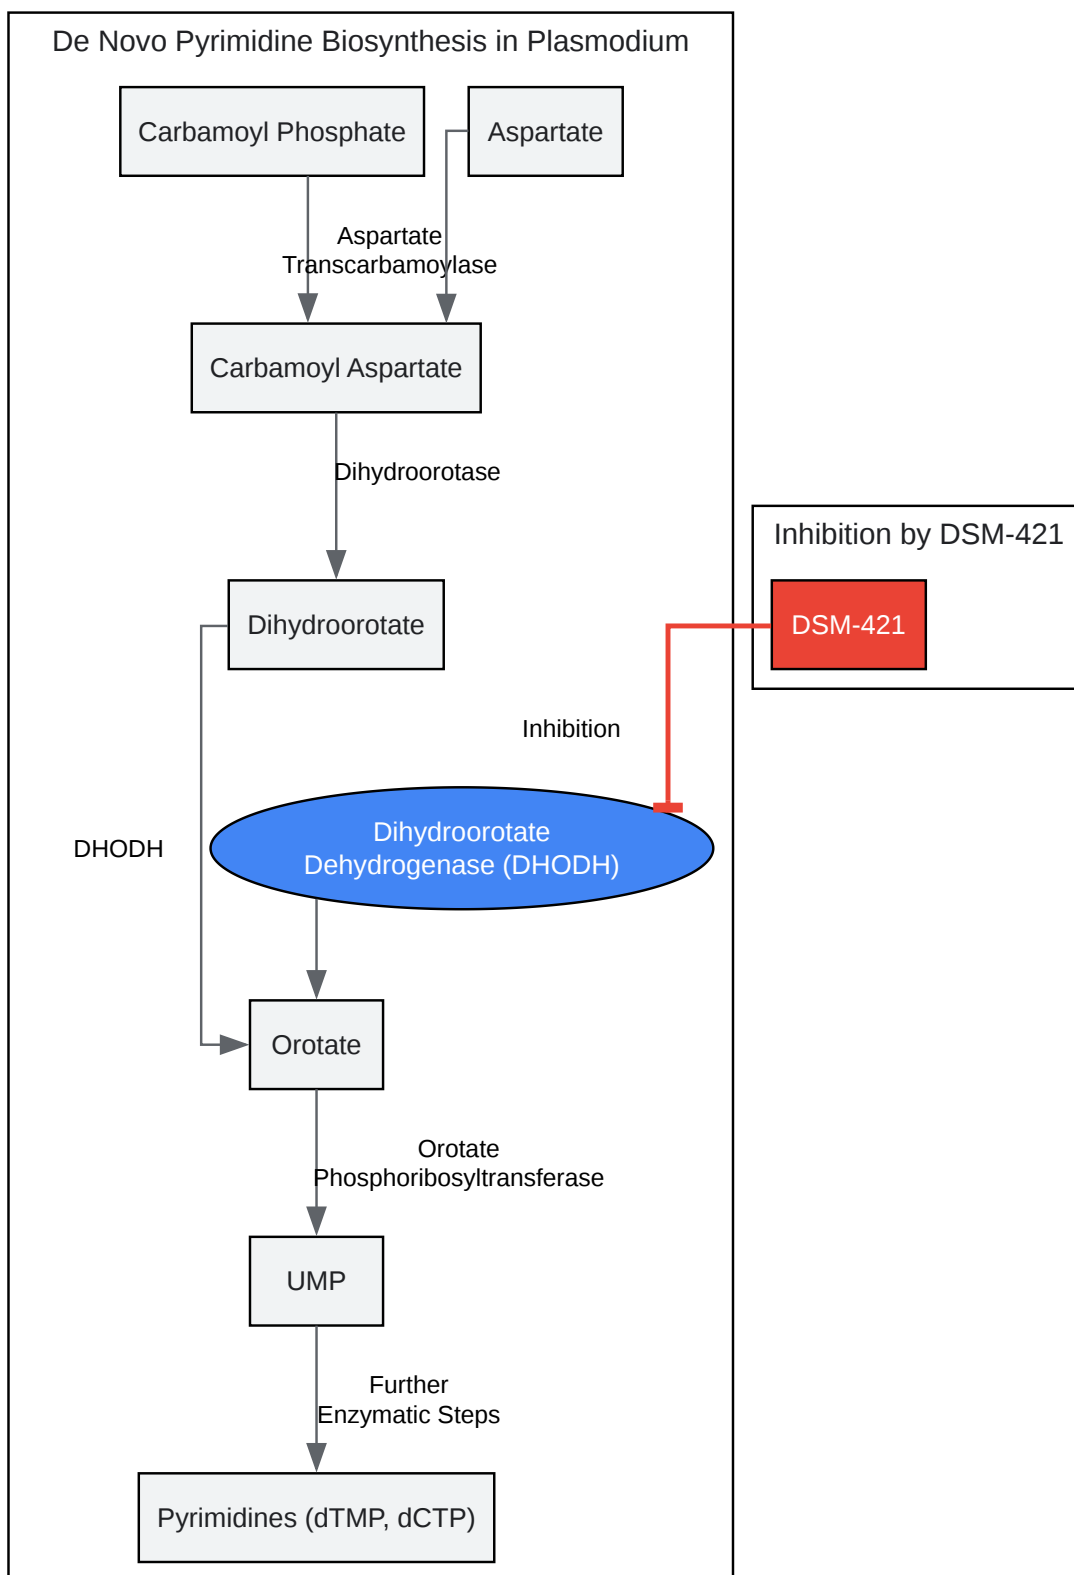 De Novo Pyrimidine Biosynthesis in Plasmodium
Carbamoyl Phosphate
Aspartate
Aspartate
Transcarbamoylase
Carbamoyl Aspartate
Dihydroorotase
Inhibition by DSM-421
Dihydroorotate
DSM-421
Inhibition
Dihydroorotate
Dehydrogenase (DHODH)
DHODH
Orotate
Orotate
Phosphoribosyltransferase
UMP
Further
Enzymatic Steps
Pyrimidines (dTMP, dCTP)